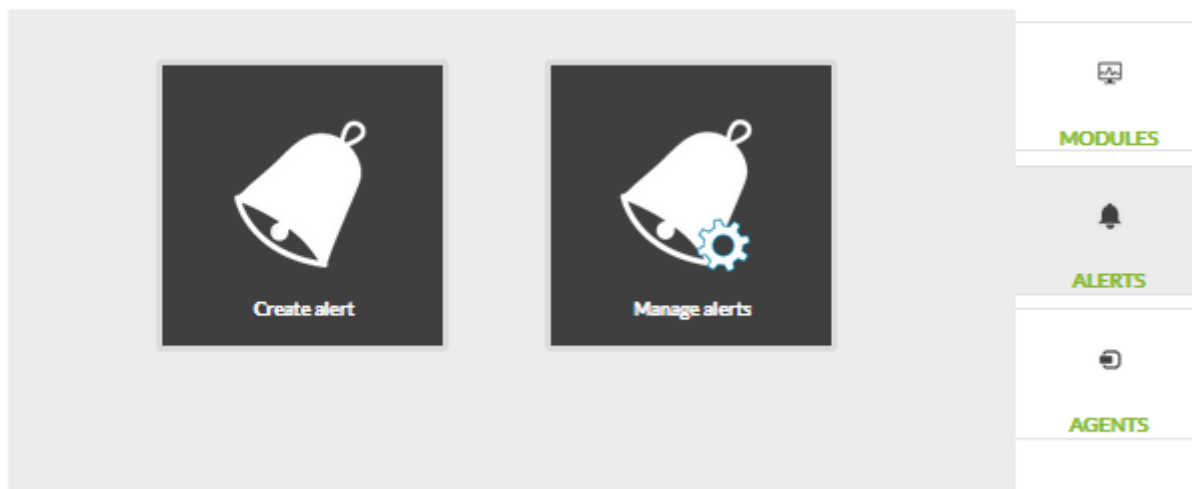 Create alert
Manage alerts
MODULES
ALERTS
AGENTS